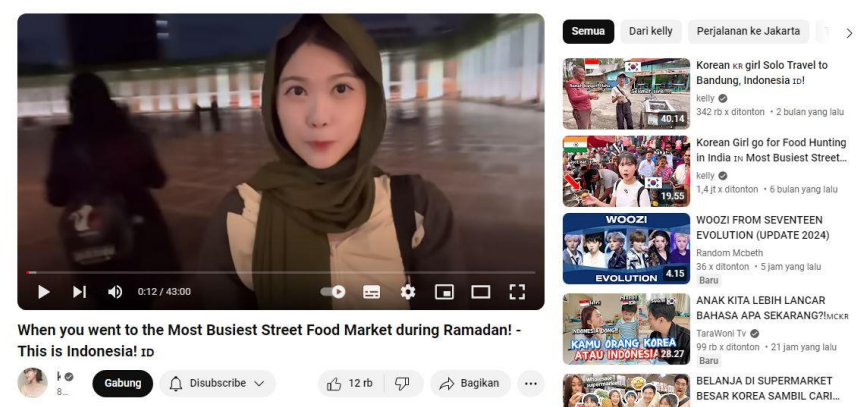 0:12 / 43:00
When you went to the Most Busiest Street Food Market during Ramadan! -
This is Indonesia! ID
8...
Gabung
Disubscribe
12 rb
Bagikan
Semua
Dari kelly
Perjalanan ke Jakarta
40.14
Korean KR girl Solo Travel to
Bandung, Indonesia ID!
kelly
342 rb x ditonton • 2 bulan yang lalu
19.55
Korean Girl go for Food Hunting
in India IN Most Busiest Street...
kelly
1,4 jt x ditonton • 6 bulan yang lalu
WOOZI
EVOLUTION
4.15
WOOZI FROM SEVENTEEN
EVOLUTION (UPDATE 2024)
Random Mcbeth
36 x ditonton • 5 jam yang lalu
Baru
INDONESIA DONG!!
KAMU ORANG KOREA
ATAU INDONESIA
28.27
ANAK KITA LEBIH LANCAR
BAHASA APA SEKARANG?!MCKR
TaraWoni Tv
99 rb x ditonton • 21 jam yang lalu
Baru
BELANJA DI SUPERMARKET
BESAR KOREA SAMBIL CARI...